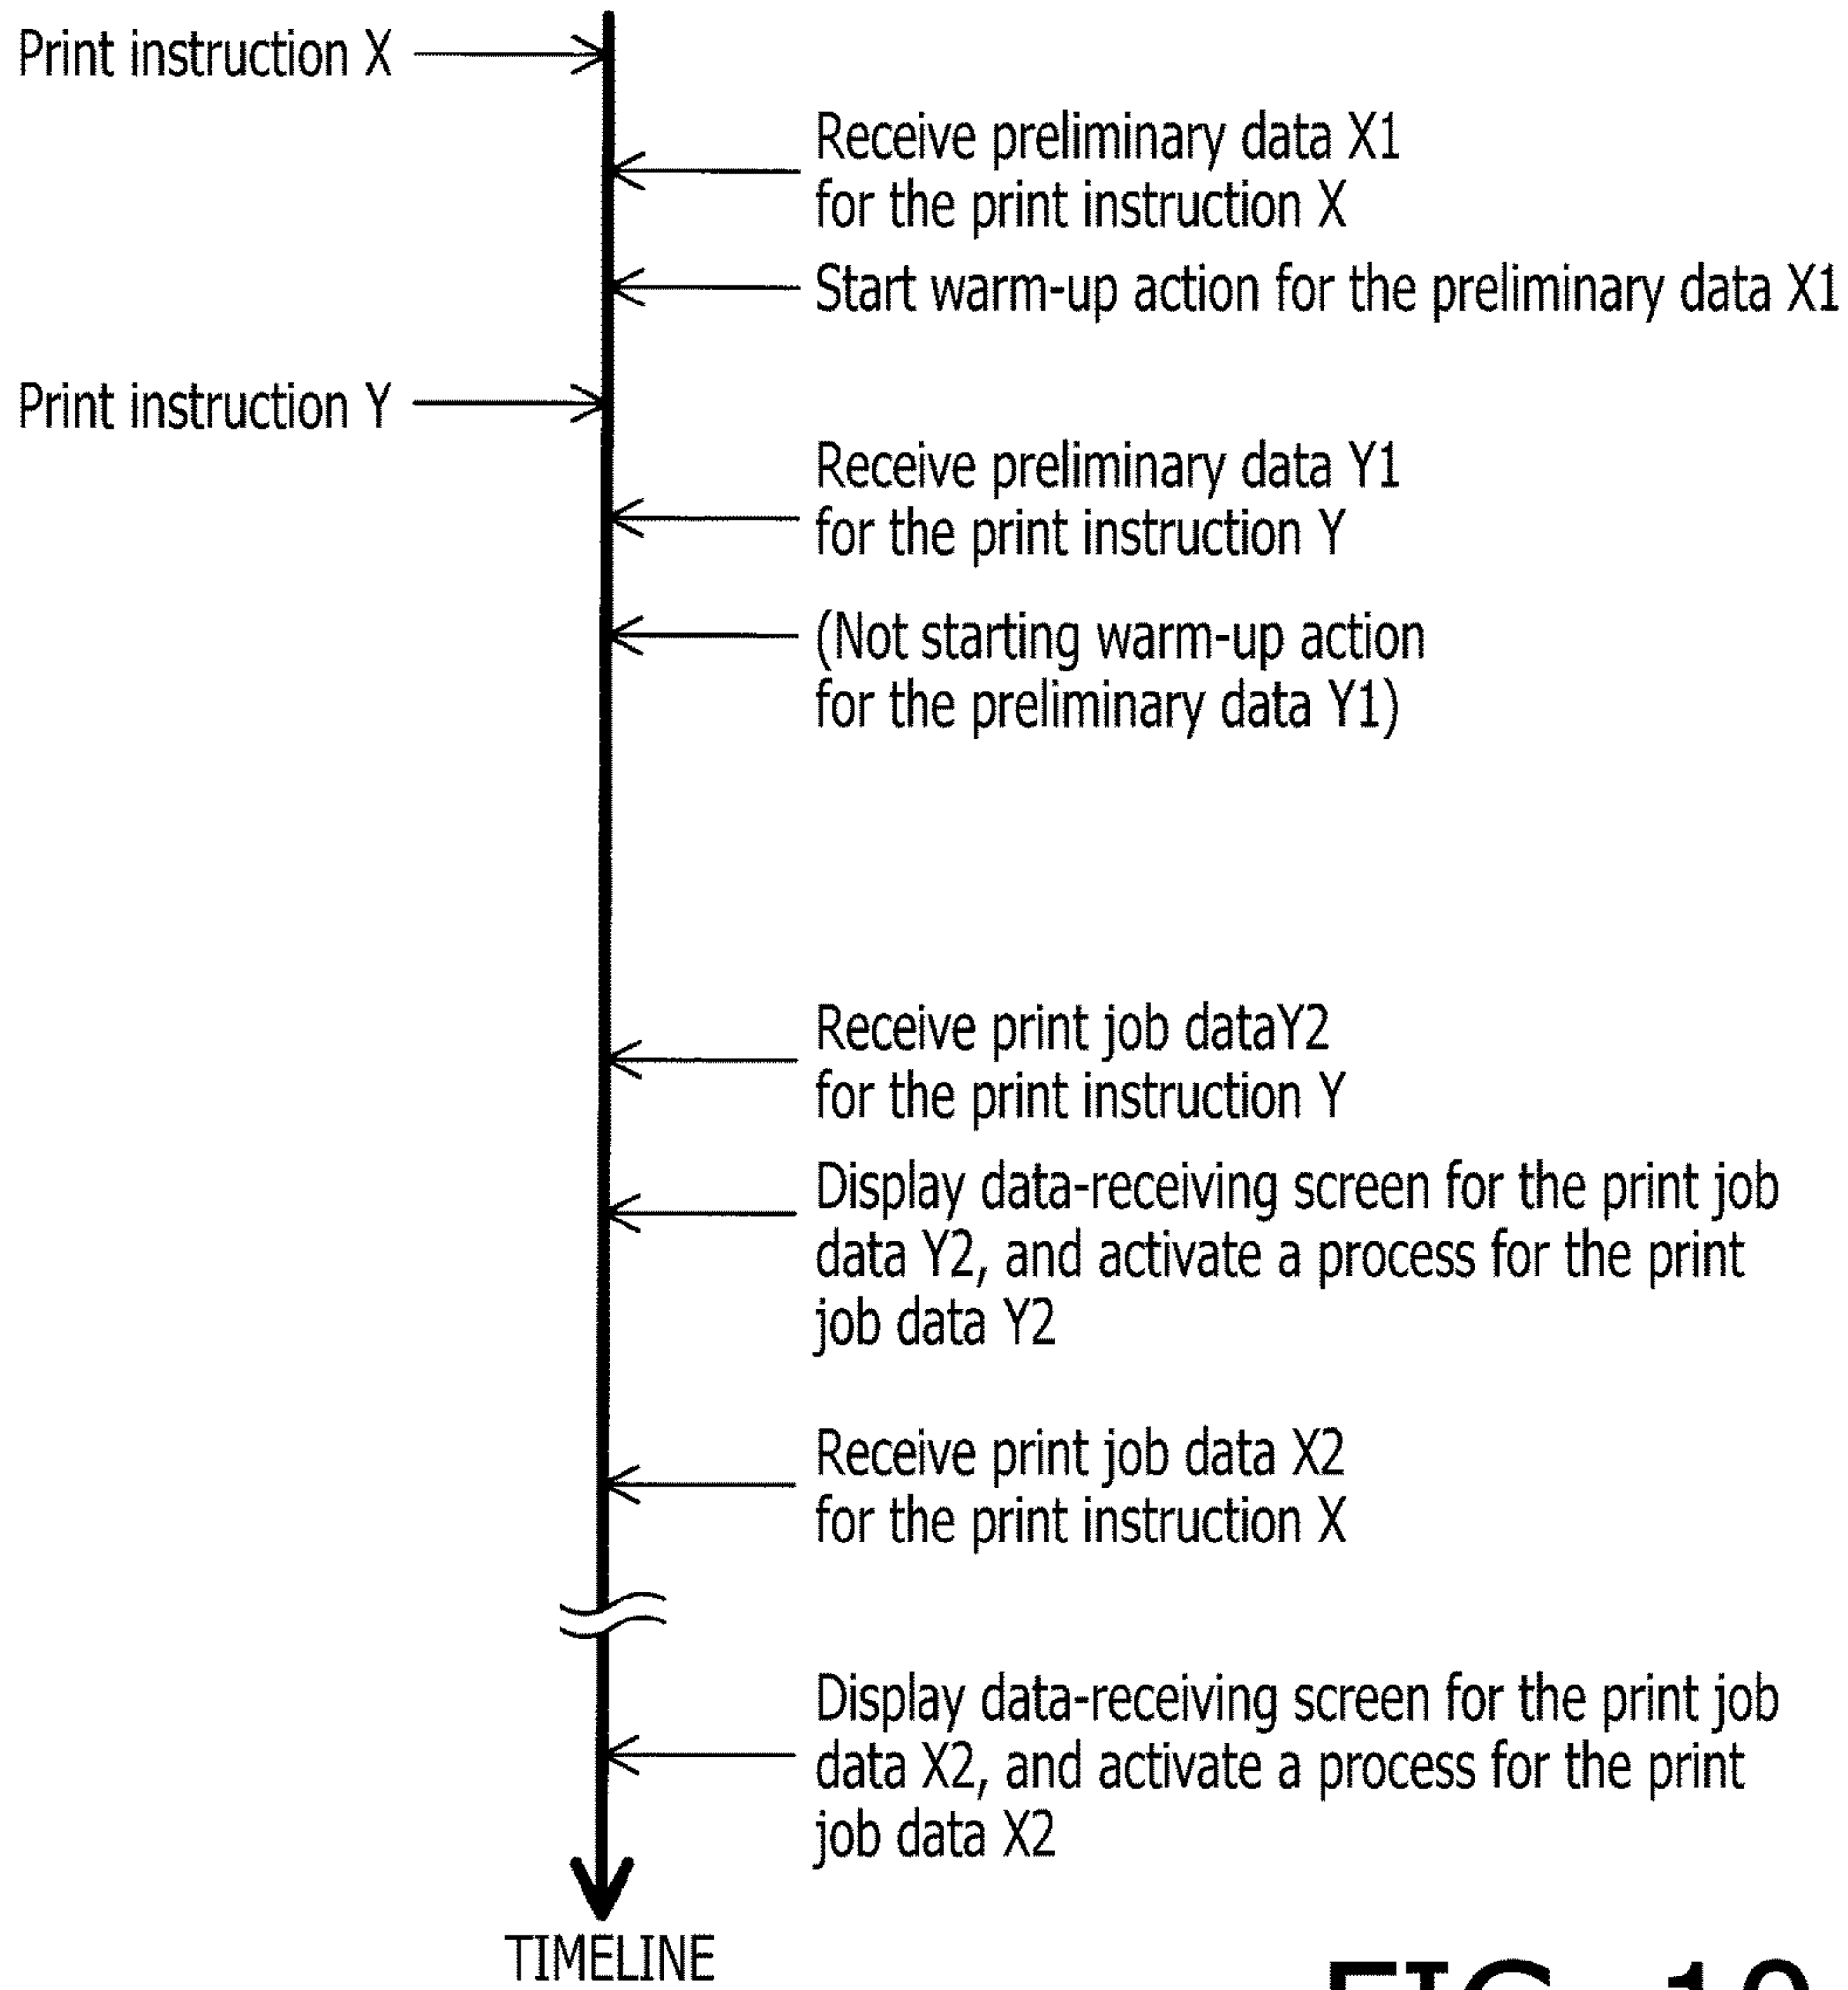 Print instruction X
Receive preliminary data X1
for the print instruction X
Start warm-up action for the preliminary data X1
Print instruction Y
Receive preliminary data Y1
for the print instruction Y
(Not starting warm-up action
for the preliminary data Y1)
Receive print job dataY2
for the print instruction Y
Display data-receiving screen for the print job
data Y2, and activate a process for the print
job data Y2
Receive print job data X2
for the print instruction X
Display data-receiving screen for the print job
data X2, and activate a process for the print
job data X2
TIMELINE